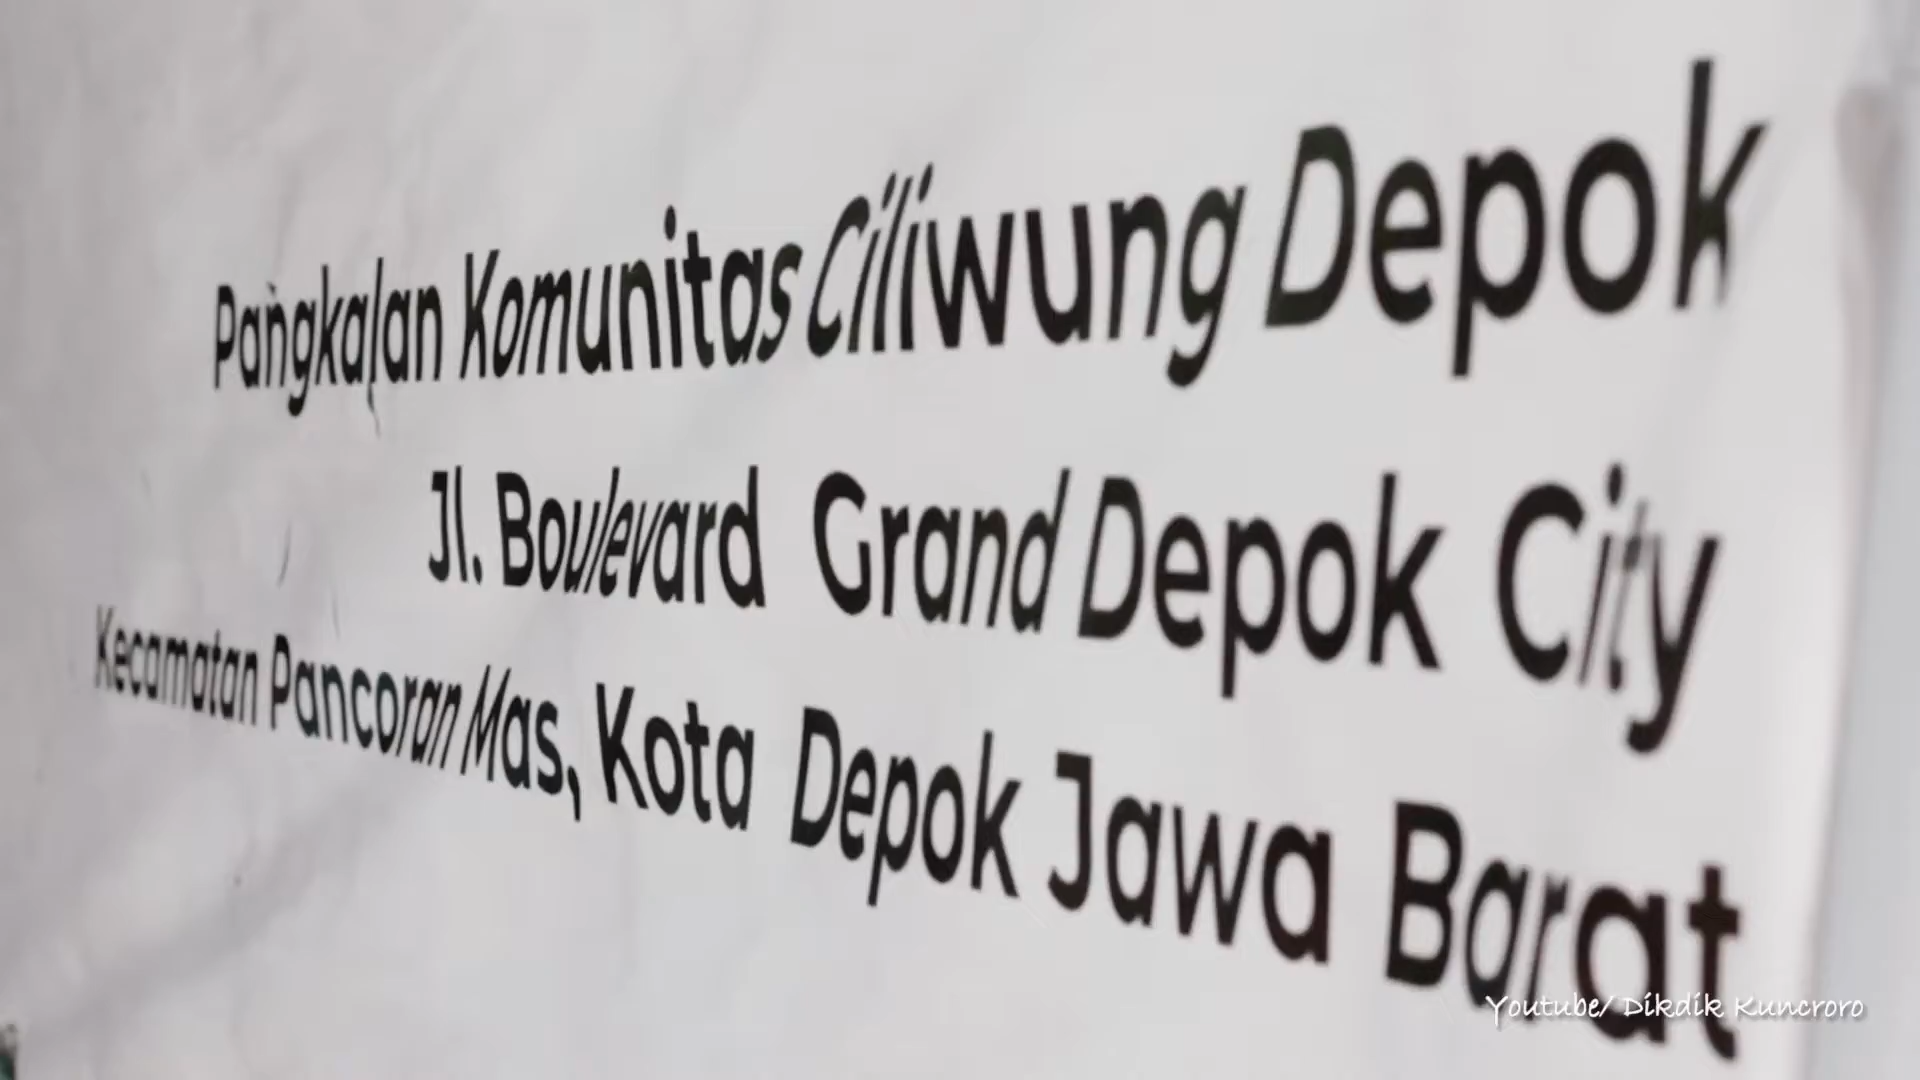 Pangkalan Komunitas Ciliwung Depok
Jl. Boulevard Grand Depok City
Kecamatan Pancoran Mas, Kota Depok Jawa Barat
Youtube/ Dikdik Kuncroro